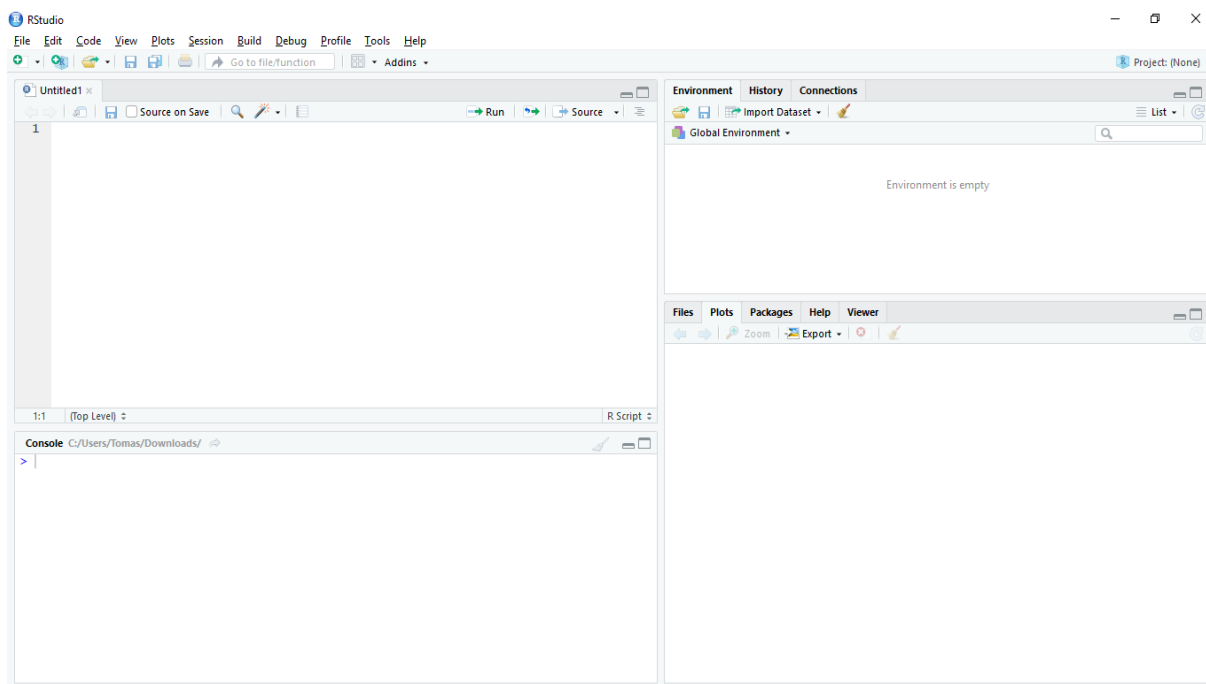 RStudio
File Edit Code View Plots Session Build Debug Profile Tools Help
Go to file/function Addins Project: (None)
Untitled1
Source on Save Run Source
1
1:1 (Top Level) R Script
Console C:/Users/Tomas/Downloads/
>
Environment History Connections
Import Dataset List
Global Environment
Environment is empty
Files Plots Packages Help Viewer
Zoom Export